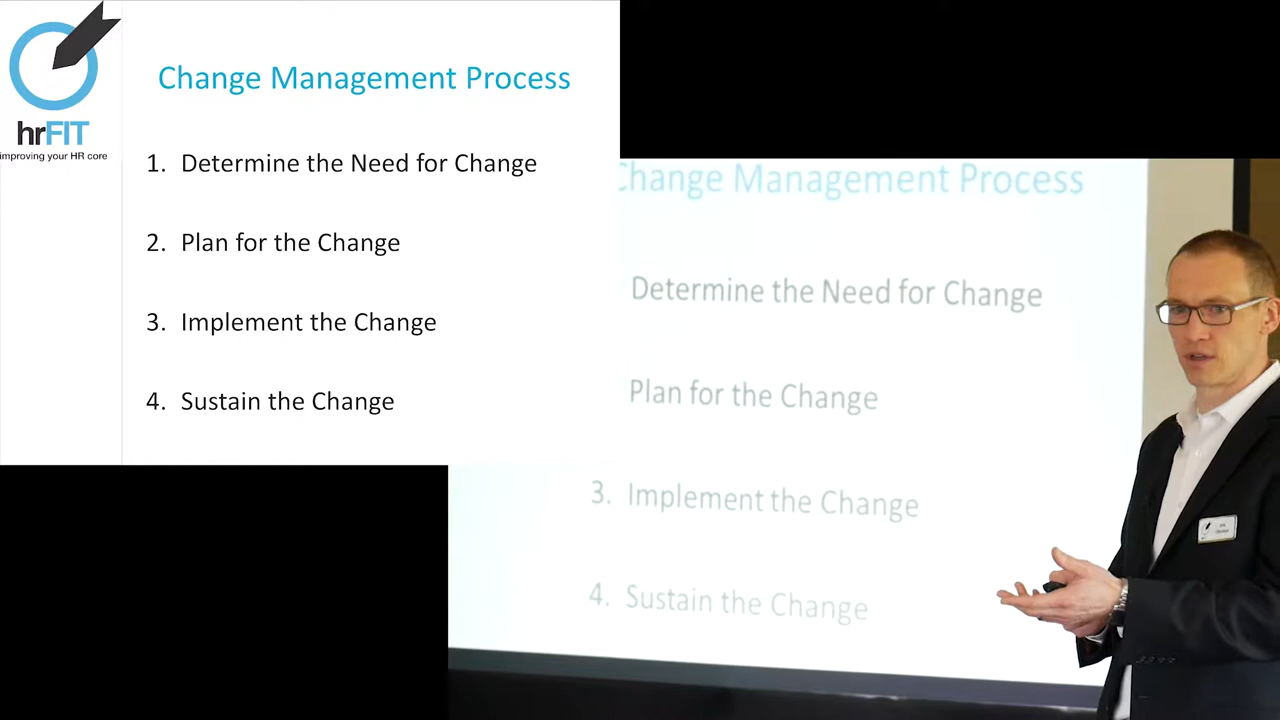 hrFIT
improving your HR core
Change Management Process
1. Determine the Need for Change
2. Plan for the Change
3. Implement the Change
4. Sustain the Change
Change Management Process
Determine the Need for Change
Plan for the Change
3. Implement the Change
4. Sustain the Change